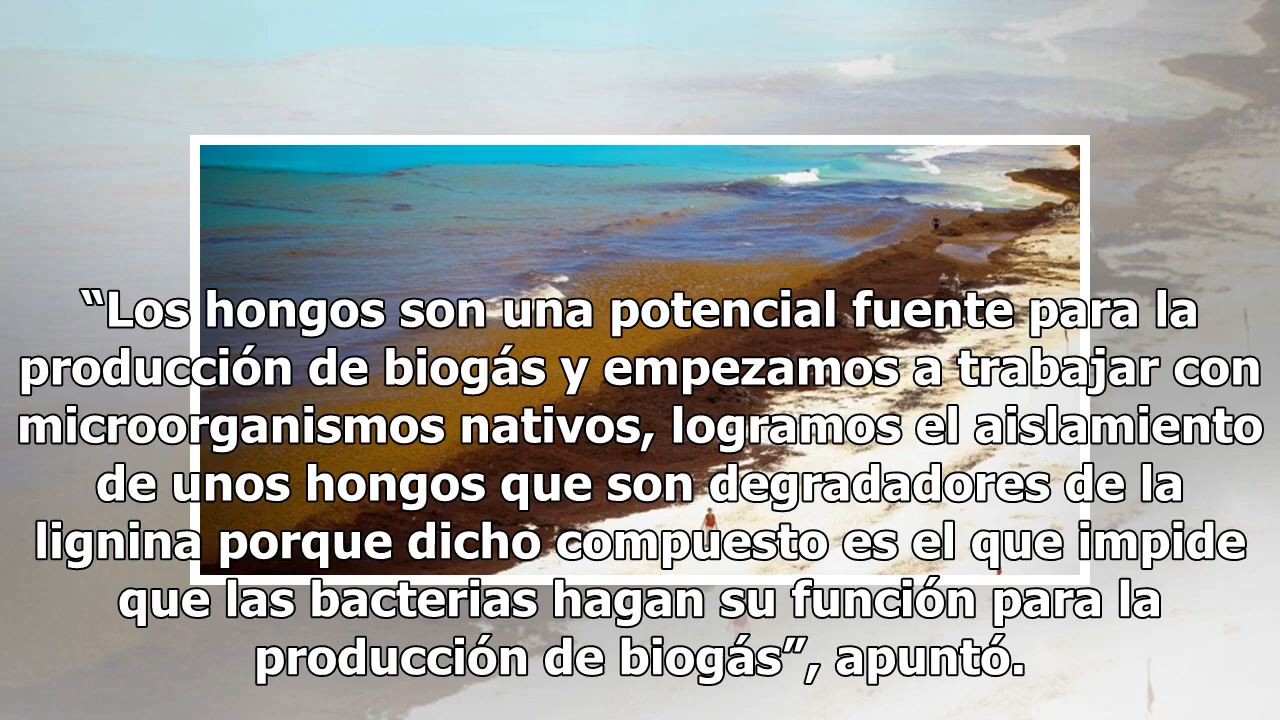 “Los hongos son una potencial fuente para la
producción de biogás y empezamos a trabajar con
microorganismos nativos, logramos el aislamiento
de unos hongos que son degradadores de la
lignina porque dicho compuesto es el que impide
que las bacterias hagan su función para la
producción de biogás”, apuntó.